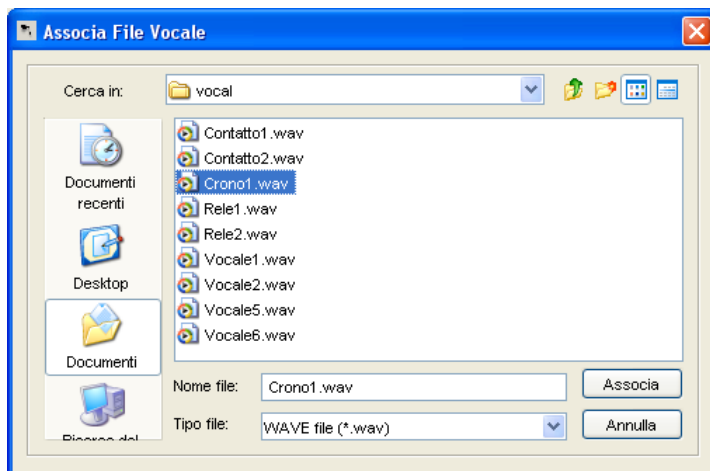 Associa File Vocale
Cerca in:
vocal
Documenti
recenti
Desktop
Documenti
Contatto1.wav
Contatto2.wav
Crono1.wav
Rele1.wav
Rele2.wav
Vocale1.wav
Vocale2.wav
Vocale5.wav
Vocale6.wav
Nome file:
Crono1.wav
Associa
Tipo file:
WAVE file (*.wav)
Annulla